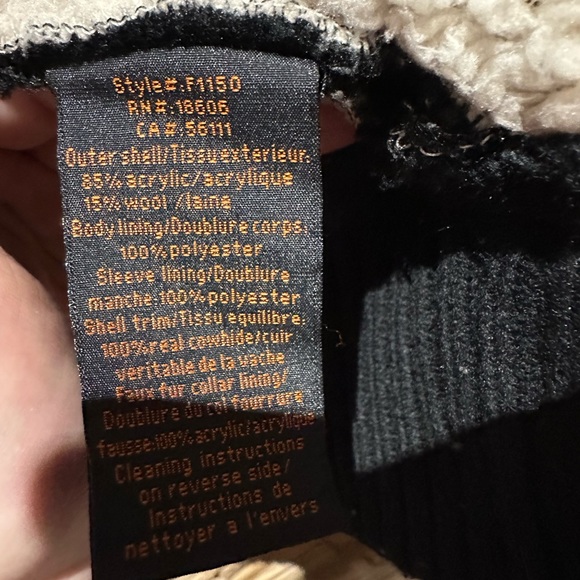 Style#:F1150
RN#:16606
CA#:56111
Outer shell/Tissu exterieur:
85% acrylic/acrylique
15% wool /laine
Body lining/Doublure corps:
100% polyester
Sleeve lining/Doublure
manche:100% polyester
Shell trim/Tissu equilibre:
100%real cowhide/cuir
veritable de la vache
Faux fur collar lining/
Doublure du col fourrure
fausse:100%acrylic/acrylique
Cleaning instructions
on reverse side/
Instructions de
nettoyer a l'envers